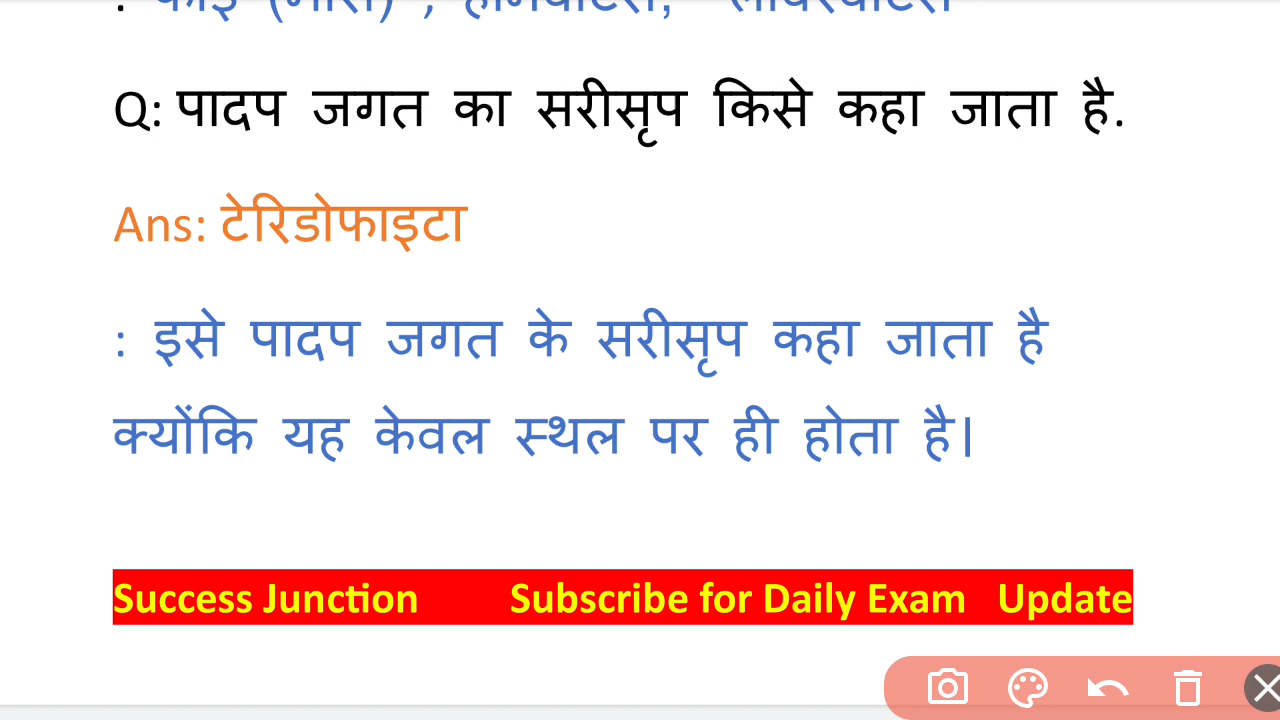 Q: पादप जगत का सरीसृप किसे कहा जाता है.
Ans: टेरिडोफाइटा
: इसे पादप जगत के सरीसृप कहा जाता है
क्योंकि यह केवल स्थल पर ही होता है।
Success Junction Subscribe for Daily Exam Update